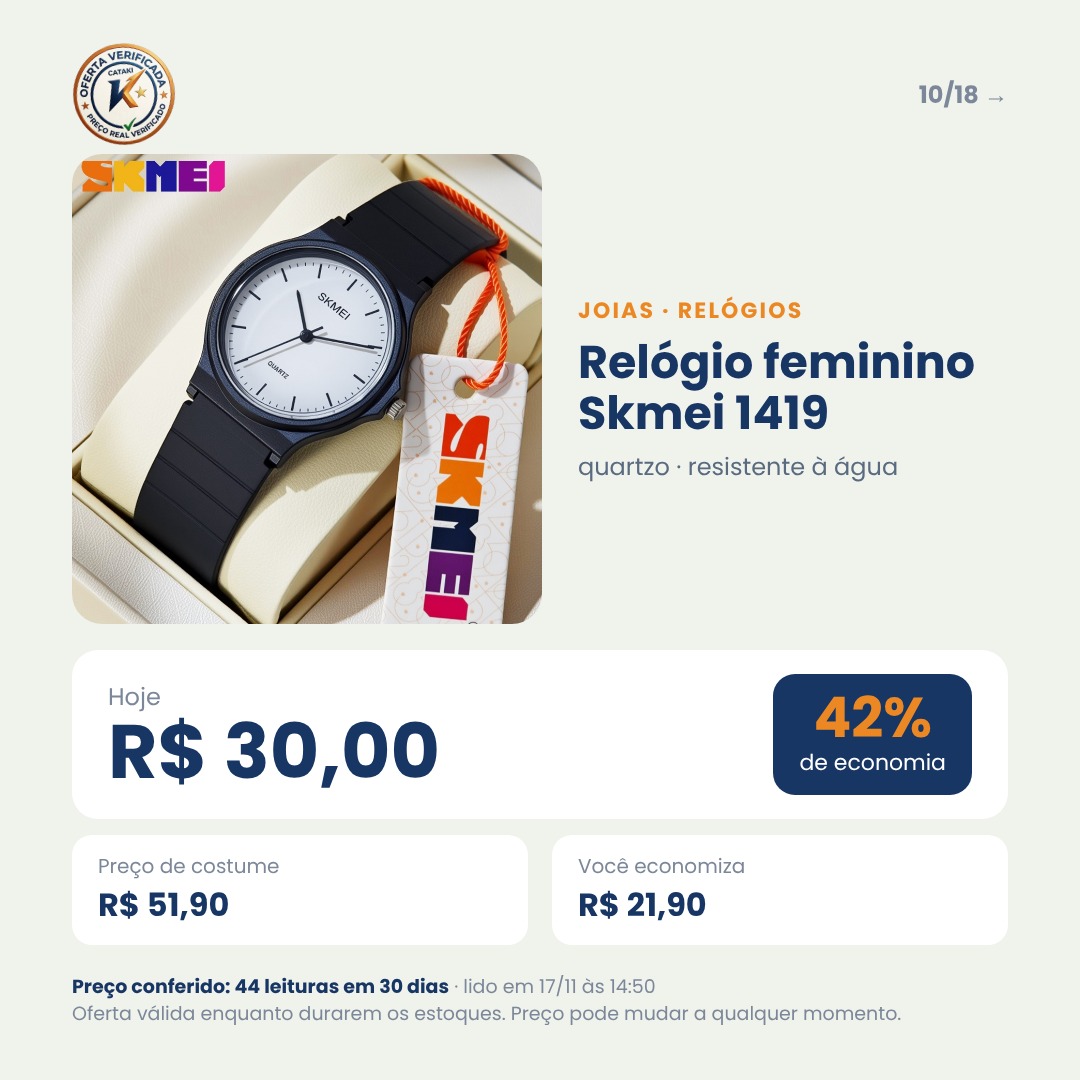 OFERTA VERIFICADA
CATAKI
K
PREÇO REAL VERIFICADO
10/18 →
SKMEI
SKMEI
QUARTZ
SKMEI
JOIAS · RELÓGIOS
Relógio feminino
Skmei 1419
quartzo · resistente à água
Hoje
R$ 30,00
42%
de economia
Preço de costume
R$ 51,90
Você economiza
R$ 21,90
Preço conferido: 44 leituras em 30 dias · lido em 17/11 às 14:50
Oferta válida enquanto durarem os estoques. Preço pode mudar a qualquer momento.